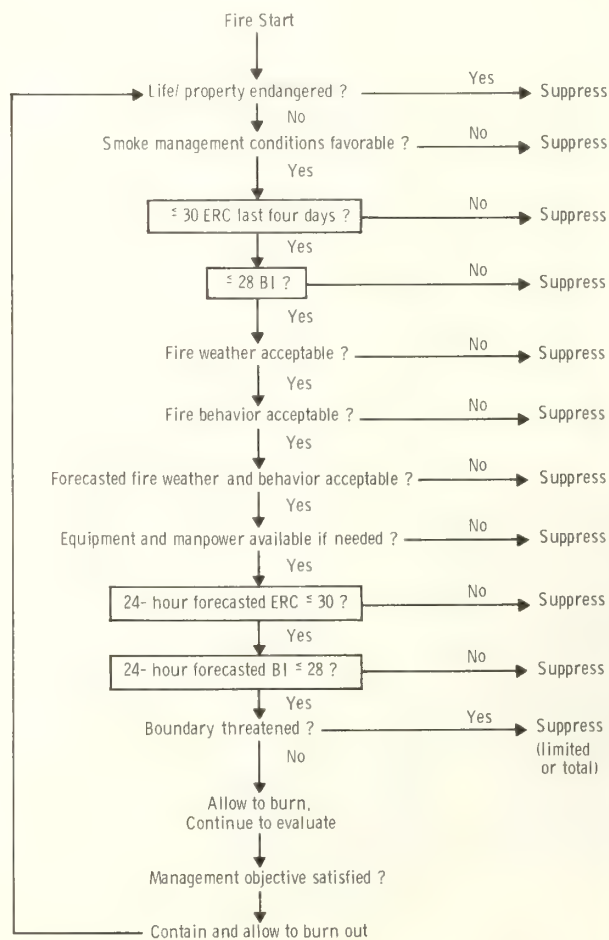 Fire Start
Life/ property endangered ? Yes Suppress
No
Smoke management conditions favorable ? No Suppress
Yes
≤ 30 ERC last four days ? No Suppress
Yes
≤ 28 BI ? No Suppress
Yes
Fire weather acceptable ? No Suppress
Yes
Fire behavior acceptable ? No Suppress
Yes
Forecasted fire weather and behavior acceptable ? No Suppress
Yes
Equipment and manpower available if needed ? No Suppress
Yes
24- hour forecasted ERC ≤ 30 ? No Suppress
Yes
24- hour forecasted BI ≤ 28 ? No Suppress
Yes
Boundary threatened ? Yes Suppress
(limited
or total)
No
Allow to burn,
Continue to evaluate
Management objective satisfied ?
Contain and allow to burn out